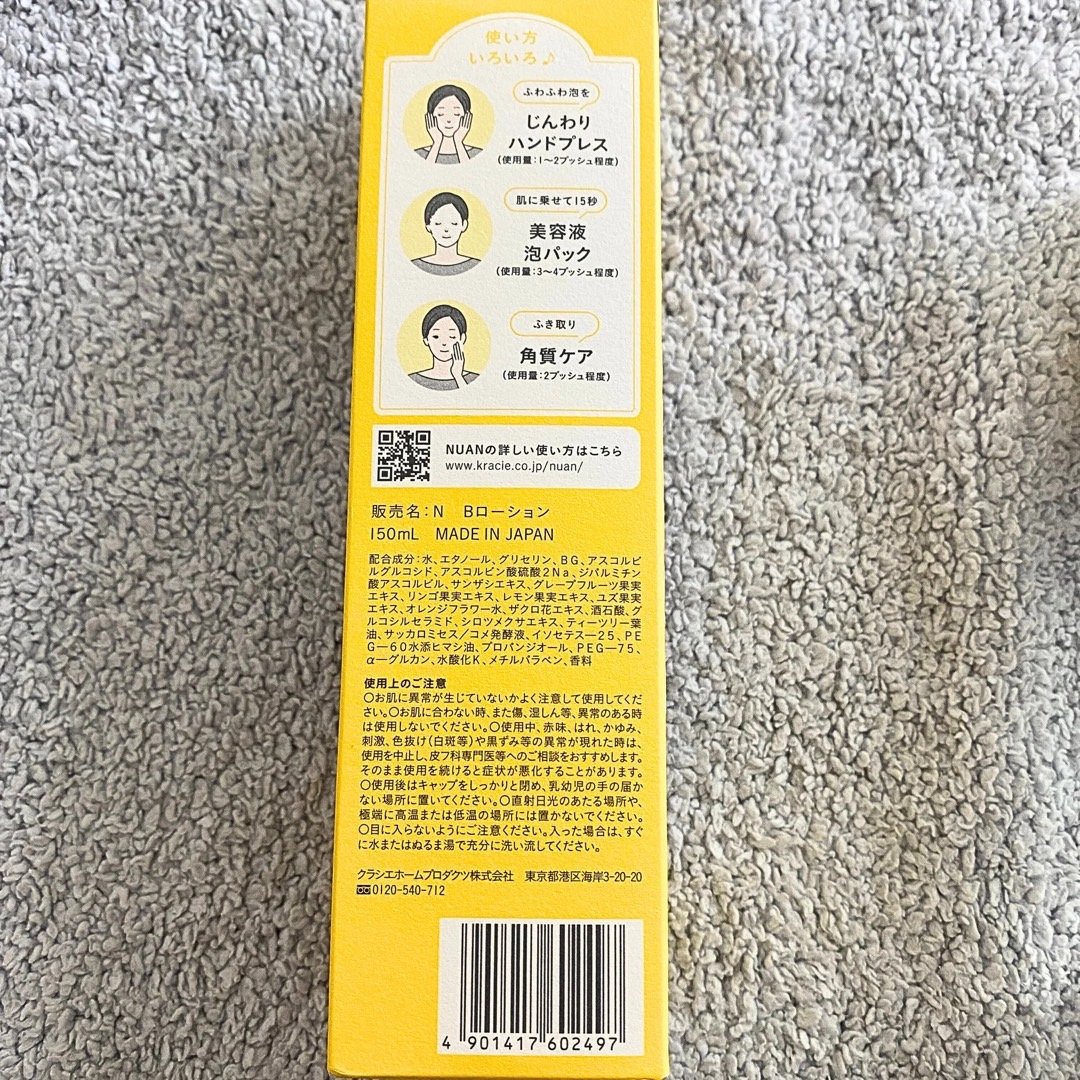 使い方
いろいろ♪
ふわふわ泡を
じんわり
ハンドプレス
(使用量:1〜2プッシュ程度)
肌に乗せて15秒
美容液
泡パック
(使用量:3〜4プッシュ程度)
ふき取り
角質ケア
(使用量:2プッシュ程度)
NUANの詳しい使い方はこちら
www.kracie.co.jp/nuan/
販売名:N Bローション
150mL MADE IN JAPAN
配合成分:水、エタノール、グリセリン、BG、アスコルビ
ルグルコシド、アスコルビン酸硫酸2Na、ジパルミチン
酸アスコルビル、サンザシエキス、グレープフルーツ果実
エキス、リンゴ果実エキス、レモン果実エキス、ユズ果実
エキス、オレンジフラワー水、ザクロ花エキス、酒石酸、グ
ルコシルセラミド、シロツメクサエキス、ティーツリー葉
油、サッカロミセス/コメ発酵液、イソセテス―25、PE
G―60水添ヒマシ油、プロパンジオール、PEG―75、
α―グルカン、水酸化K、メチルパラベン、香料
使用上のご注意
〇お肌に異常が生じていないかよく注意して使用してくだ
さい。〇お肌に合わない時、また傷、湿しん等、異常のある時
は使用しないでください。〇使用中、赤味、はれ、かゆみ、
刺激、色抜け(白斑等)や黒ずみ等の異常が現れた時は、
使用を中止し、皮フ科専門医等へのご相談をおすすめします。
そのまま使用を続けると症状が悪化することがあります。
〇使用後はキャップをしっかりと閉め、乳幼児の手の届か
ない場所に置いてください。〇直射日光のあたる場所や、
極端に高温または低温の場所には置かないでください。
〇目に入らないようにご注意ください。入った場合は、すぐ
に水またはぬるま湯で充分に洗い流してください。
クラシエホームプロダクツ株式会社 東京都港区海岸3-20-20
0120-540-712
4 901417 602497